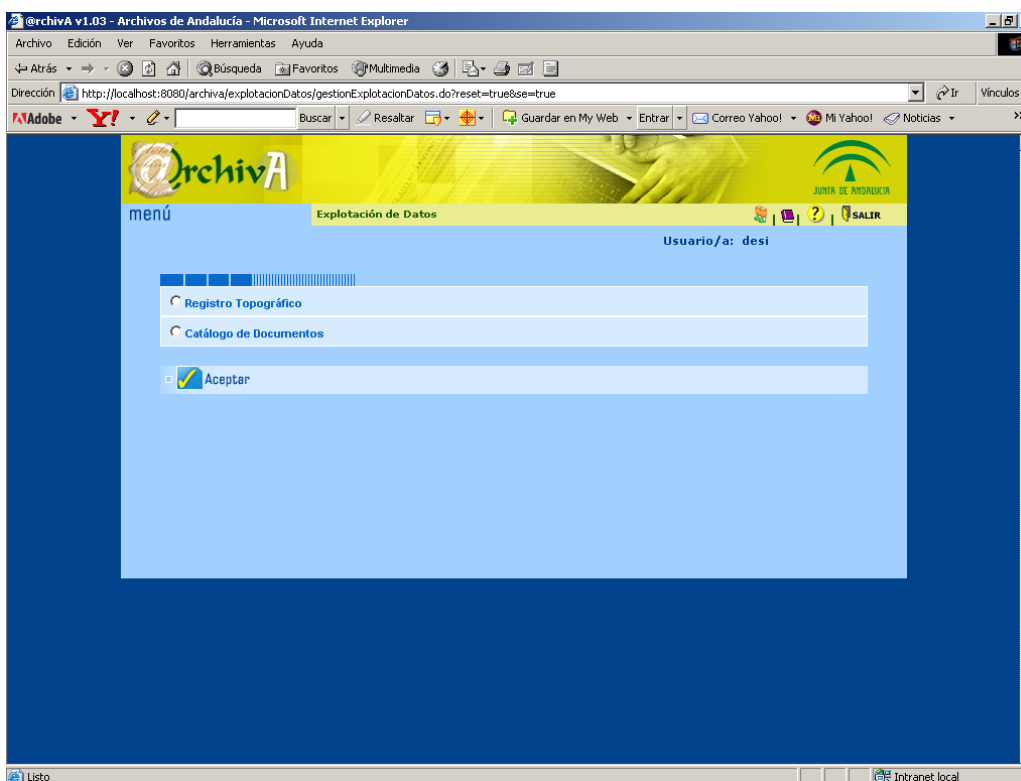 @rchivA v1.03 - Archivos de Andalucía - Microsoft Internet Explorer
Archivo Edición Ver Favoritos Herramientas Ayuda
Atrás Búsqueda Favoritos Multimedia
Dirección http://localhost:8080/archiva/explotacionDatos/gestionExplotacionDatos.do?reset=true&se=true Ir Vínculos
Adobe Y! Buscar Resaltar Guardar en My Web Entrar Correo Yahoo! Mi Yahoo! Noticias
@rchivA JUNTA DE ANDALUCIA
menú Explotación de Datos SALIR
Usuario/a: desi
Registro Topográfico
Catálogo de Documentos
Aceptar
Listo Intranet local